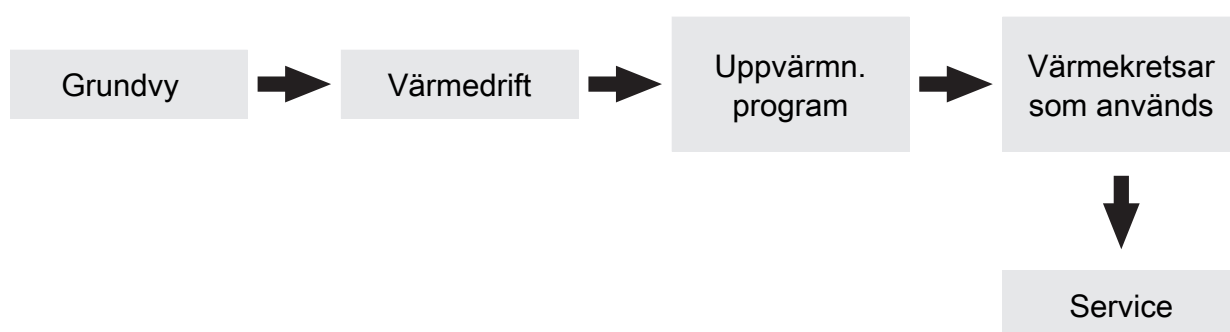 Grundvy
Värmedrift
Uppvärmn.
program
Värmekretsar
som används
Service